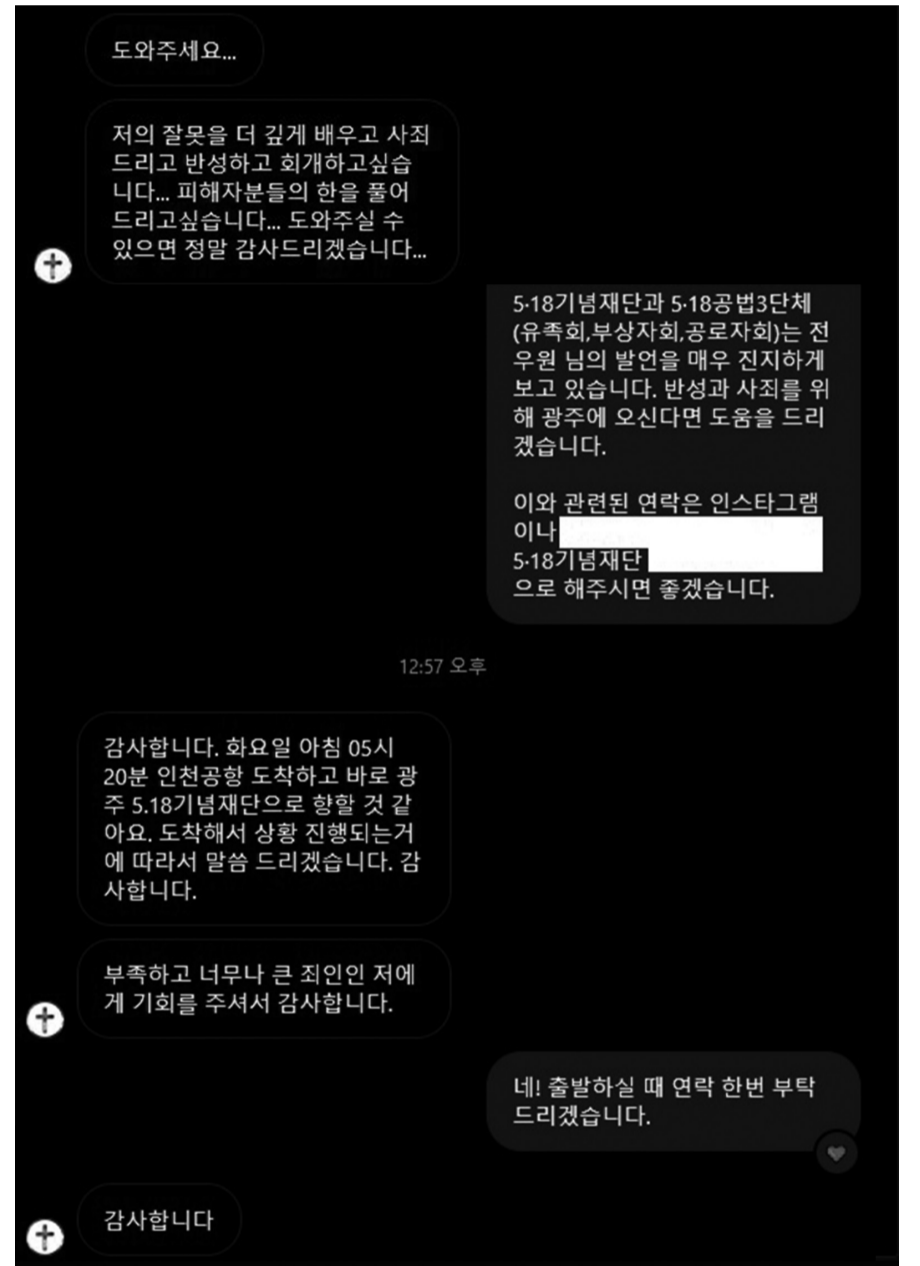 도와주세요...
저의 잘못을 더 깊게 배우고 사죄
드리고 반성하고 회개하고싶습
니다... 피해자분들의 한을 풀어
드리고싶습니다... 도와주실 수
있으면 정말 감사드리겠습니다...
5·18기념재단과 5·18공법3단체
(유족회,부상자회,공로자회)는 전
우원 님의 발언을 매우 진지하게
보고 있습니다. 반성과 사죄를 위
해 광주에 오신다면 도움을 드리
겠습니다.
이와 관련된 연락은 인스타그램
이나
5·18기념재단
으로 해주시면 좋겠습니다.
12:57 오후
감사합니다. 화요일 아침 05시
20분 인천공항 도착하고 바로 광
주 5.18기념재단으로 향할 것 같
아요. 도착해서 상황 진행되는거
에 따라서 말씀 드리겠습니다. 감
사합니다.
부족하고 너무나 큰 죄인인 저에
게 기회를 주셔서 감사합니다.
네! 출발하실 때 연락 한번 부탁
드리겠습니다.
감사합니다